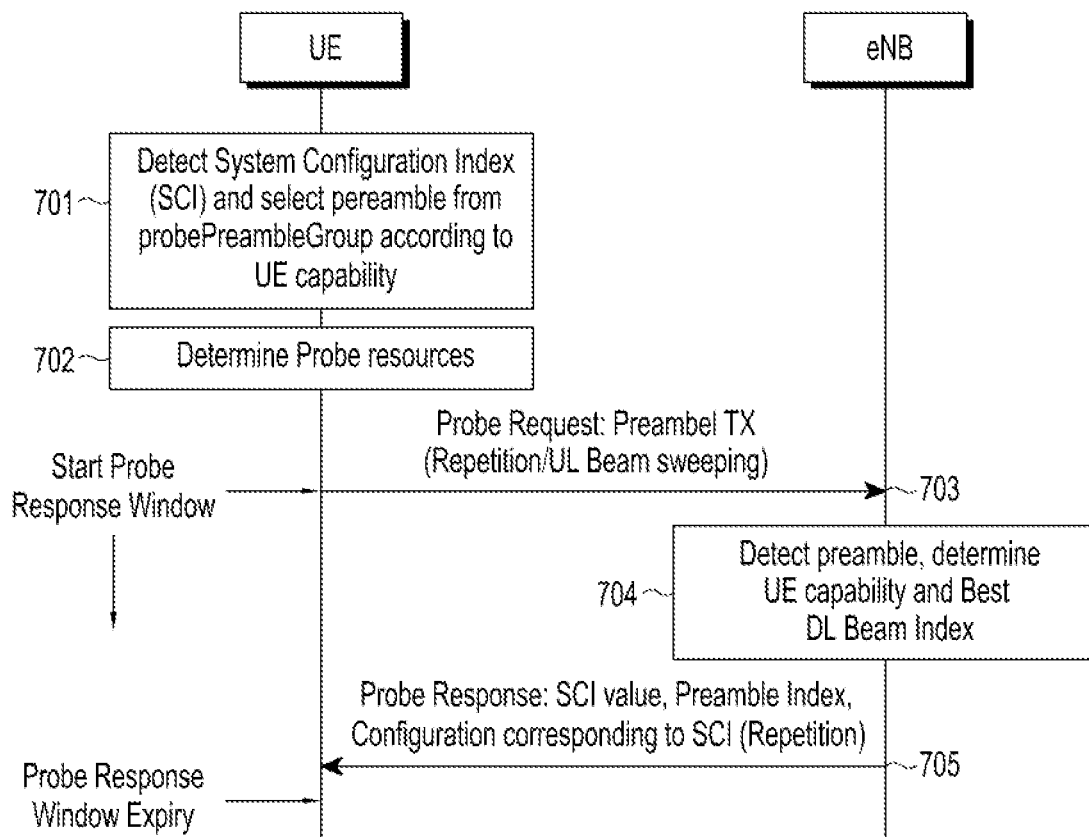 UE
eNB
Detect System Configuration Index
(SCI) and select pereamble from
probePreambleGroup according to
UE capability
701
Determine Probe resources
702
Probe Request: Preambel TX
(Repetition/UL Beam sweeping)
Start Probe
Response Window
703
Detect preamble, determine
UE capability and Best
DL Beam Index
704
Probe Response: SCI value, Preamble Index,
Configuration corresponding to SCI (Repetition)
705
Probe Response
Window Expiry